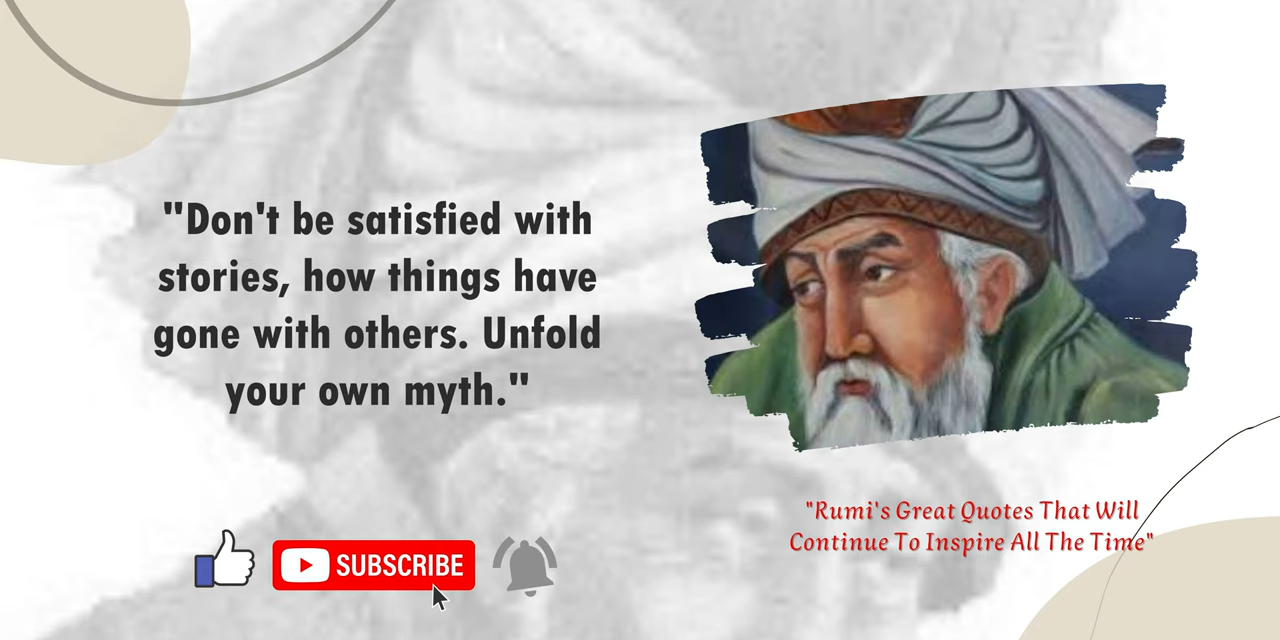 "Don't be satisfied with
stories, how things have
gone with others. Unfold
your own myth."
SUBSCRIBE
"Rumi's Great Quotes That Will
Continue To Inspire All The Time"